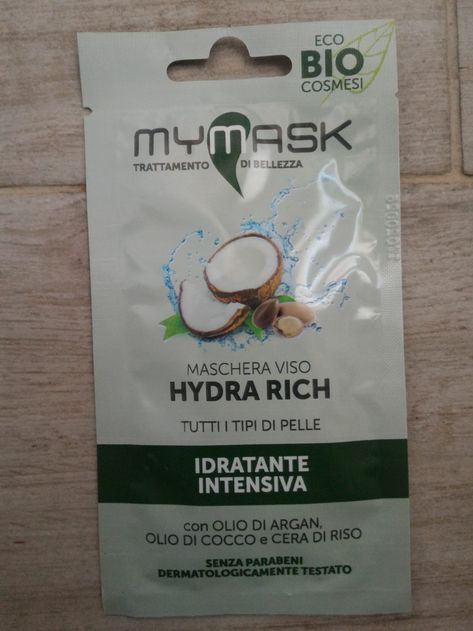 ECO
BIO
COSMESI
MYMASK
TRATTAMENTO DI BELLEZZA
MASCHERA VISO
HYDRA RICH
TUTTI I TIPI DI PELLE
IDRATANTE
INTENSIVA
con OLIO DI ARGAN,
OLIO DI COCCO e CERA DI RISO
SENZA PARABENI
DERMATOLOGICAMENTE TESTATO